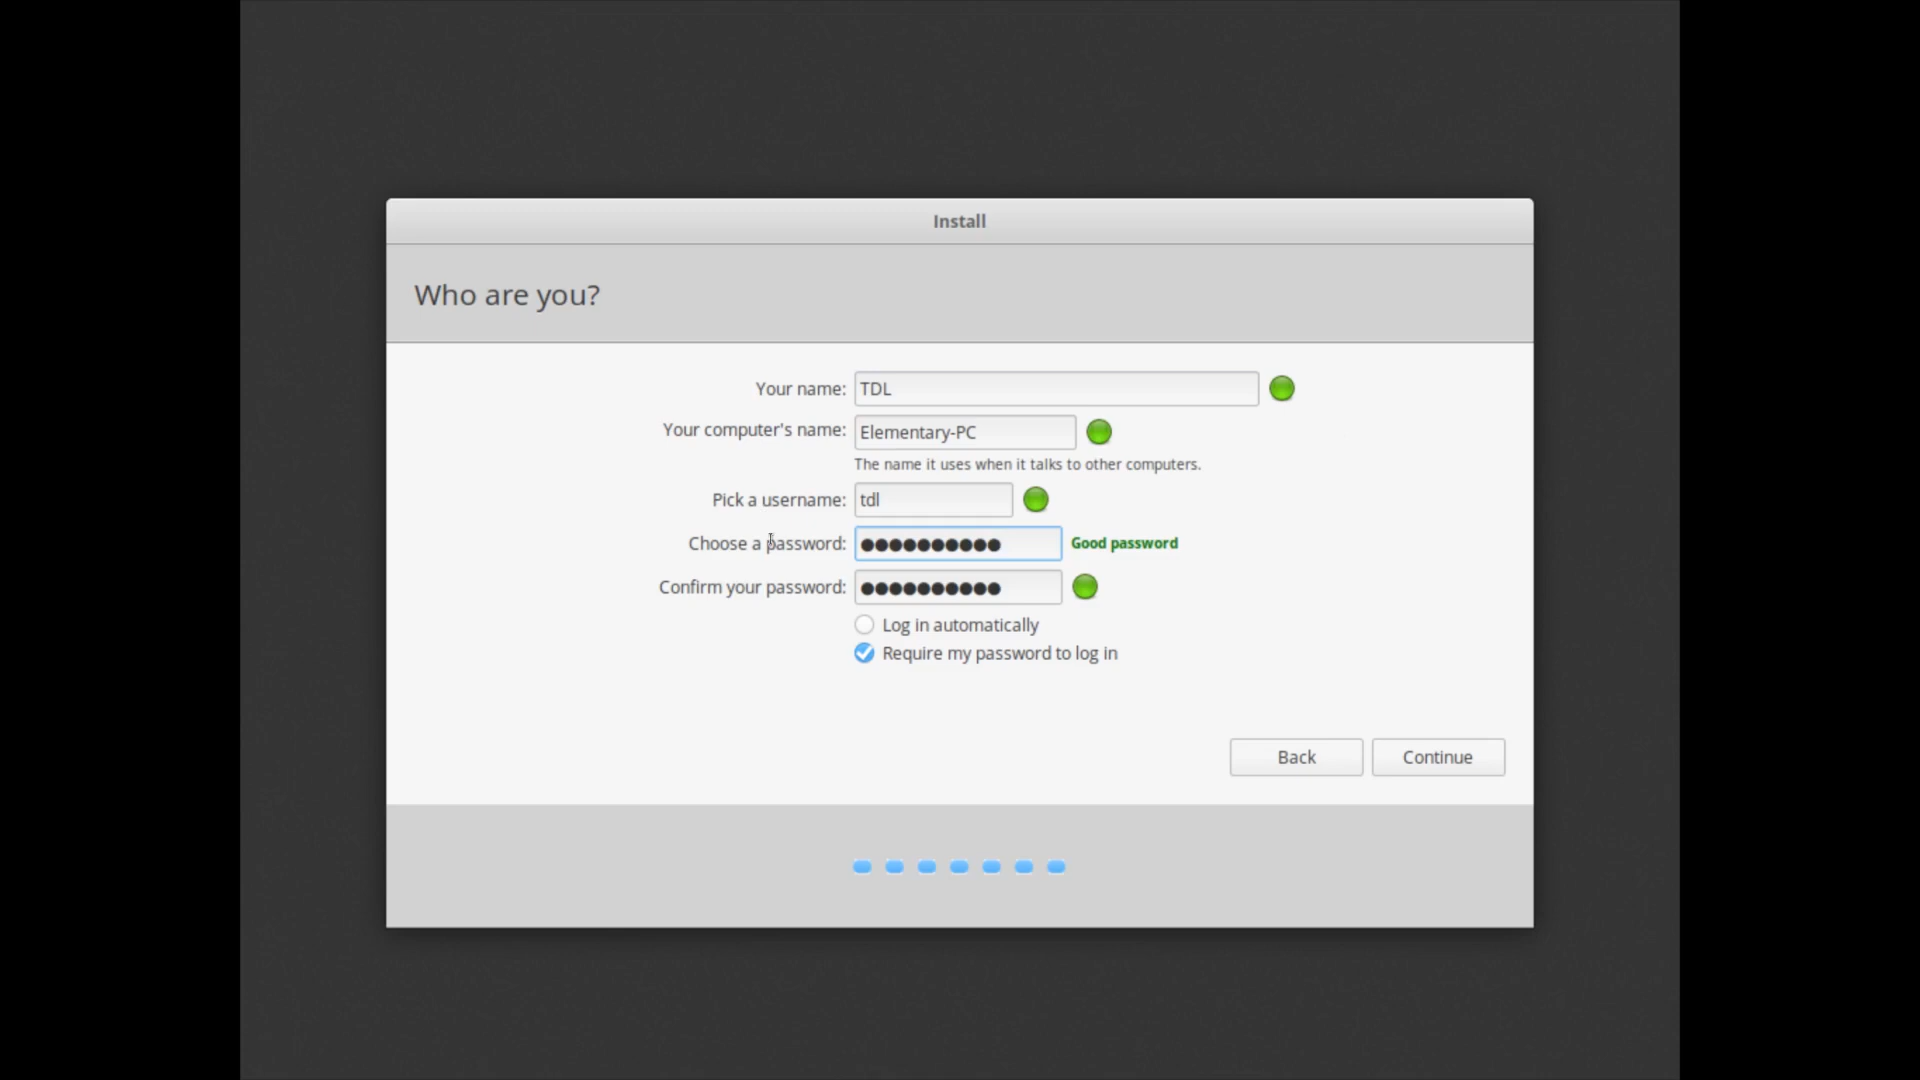 Install
Who are you?
Your name: TDL
Your computer's name: Elementary-PC
The name it uses when it talks to other computers.
Pick a username: tdl
Choose a password: ●●●●●●●●●● Good password
Confirm your password: ●●●●●●●●●●
Log in automatically
Require my password to log in
Back Continue